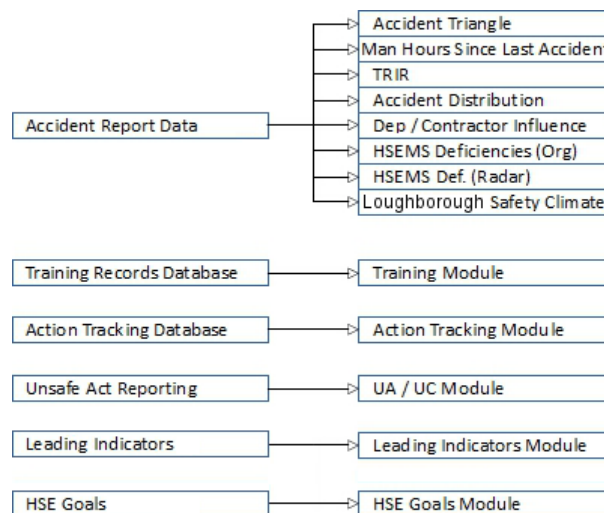 Accident Triangle
Man Hours Since Last Accident
TRIR
Accident Distribution
Accident Report Data
Dep / Contractor Influence
HSEMS Deficiencies (Org)
HSEMS Def. (Radar)
Loughborough Safety Climate
Training Records Database
Training Module
Action Tracking Database
Action Tracking Module
Unsafe Act Reporting
UA / UC Module
Leading Indicators
Leading Indicators Module
HSE Goals
HSE Goals Module